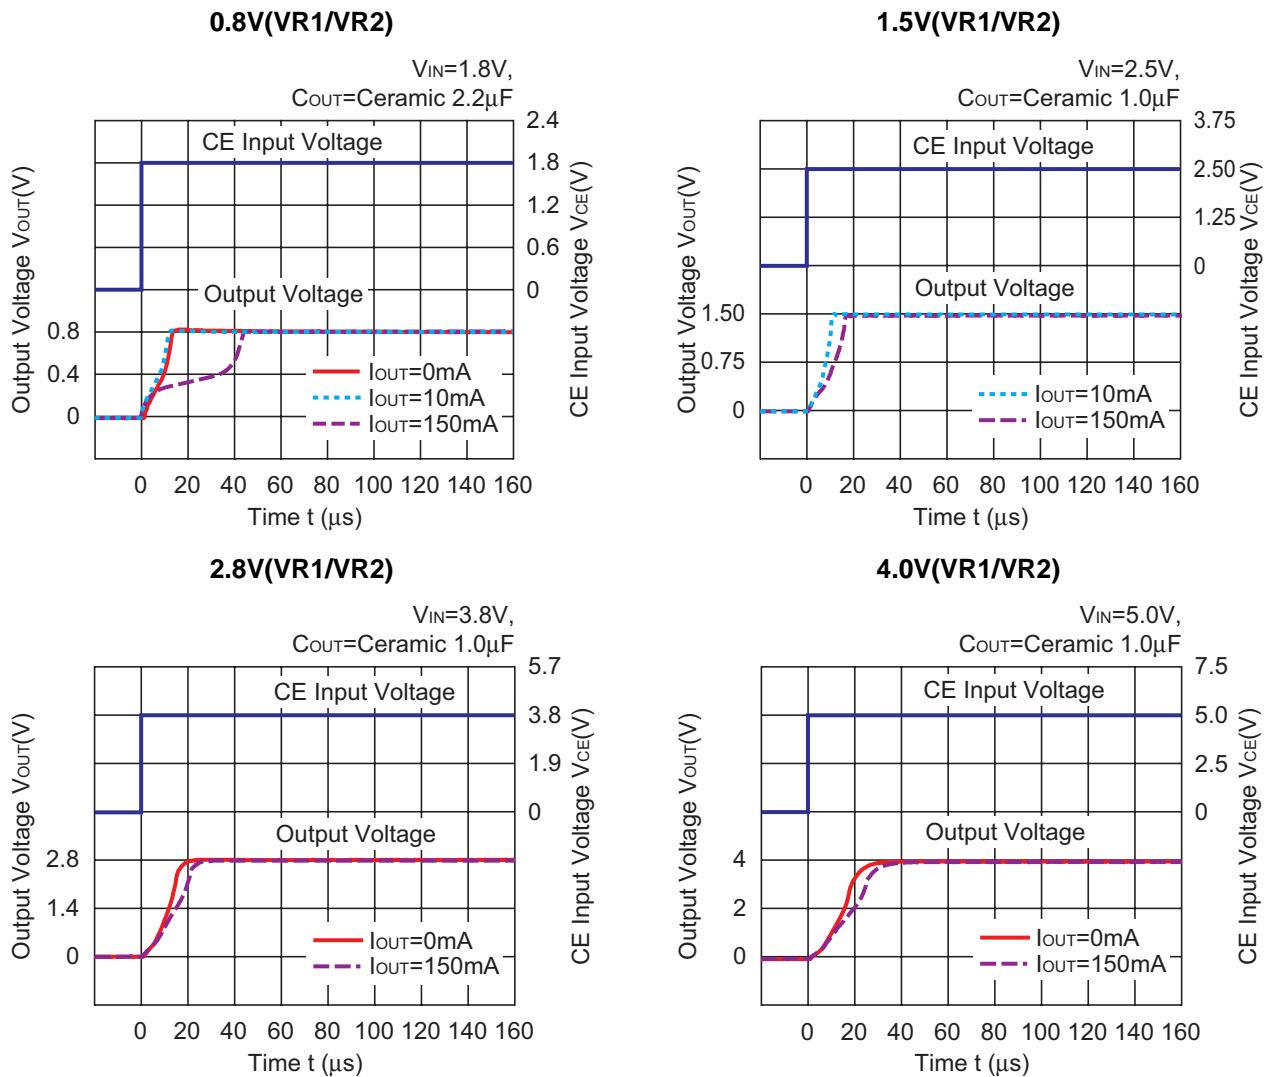 0.8V(VR1/VR2)
VIN=1.8V,
COUT=Ceramic 2.2μF
CE Input Voltage
Output Voltage
Output Voltage VOUT(V)
0.8
0.4
0
2.4
1.8
1.2
0.6
0
CE Input Voltage VCE(V)
IOUT=0mA
IOUT=10mA
IOUT=150mA
0 20 40 60 80 100 120 140 160
Time t (μs)
1.5V(VR1/VR2)
VIN=2.5V,
COUT=Ceramic 1.0μF
CE Input Voltage
Output Voltage
Output Voltage VOUT(V)
1.50
0.75
0
3.75
2.50
1.25
0
CE Input Voltage VCE(V)
IOUT=10mA
IOUT=150mA
0 20 40 60 80 100 120 140 160
Time t (μs)
2.8V(VR1/VR2)
VIN=3.8V,
COUT=Ceramic 1.0μF
CE Input Voltage
Output Voltage
Output Voltage VOUT(V)
2.8
1.4
0
5.7
3.8
1.9
0
CE Input Voltage VCE(V)
IOUT=0mA
IOUT=150mA
0 20 40 60 80 100 120 140 160
Time t (μs)
4.0V(VR1/VR2)
VIN=5.0V,
COUT=Ceramic 1.0μF
CE Input Voltage
Output Voltage
Output Voltage VOUT(V)
4
2
0
7.5
5.0
2.5
0
CE Input Voltage VCE(V)
IOUT=0mA
IOUT=150mA
0 20 40 60 80 100 120 140 160
Time t (μs)